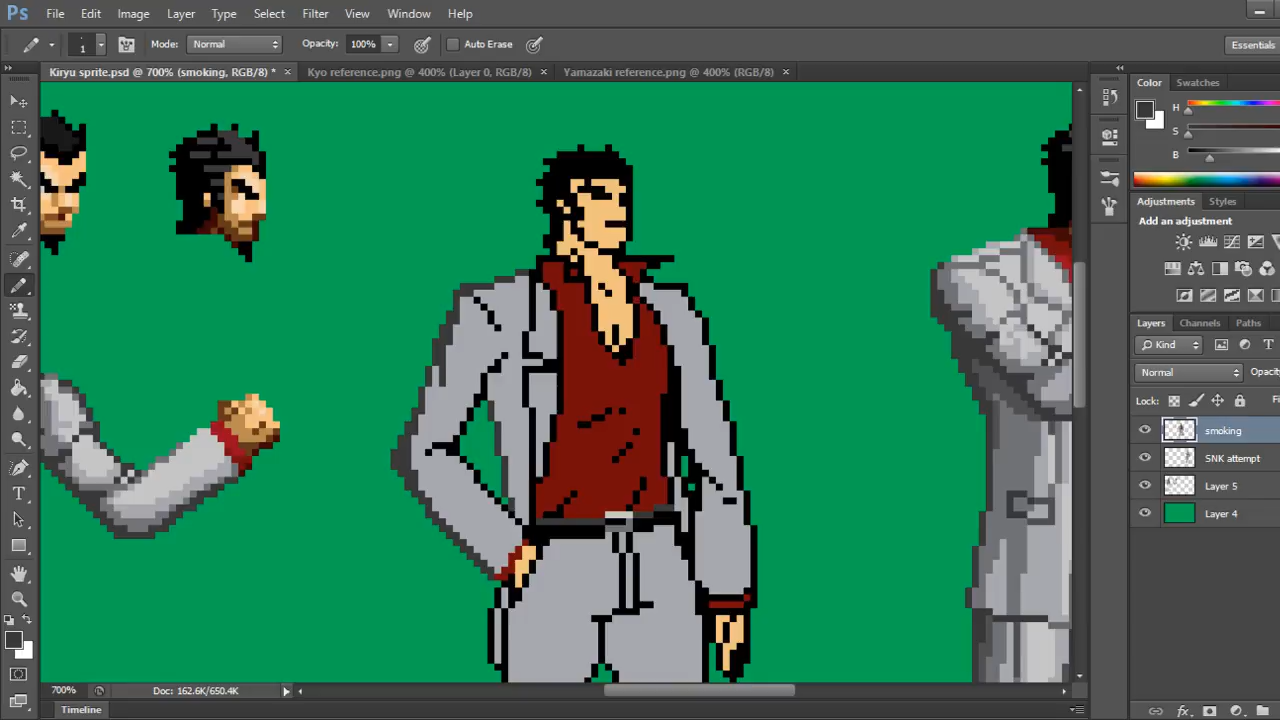 Ps File Edit Image Layer Type Select Filter View Window Help
1 Mode: Normal Opacity: 100% Auto Erase Essentials
Kiryu sprite.psd @ 700% (smoking, RGB/8) * × Kyo reference.png @ 400% (Layer 0, RGB/8) × Yamazaki reference.png @ 400% (RGB/8) ×
Color Swatches
H
S
B
Adjustments Styles
Add an adjustment
Layers Channels Paths
Kind
Normal Opacity
Lock:
smoking
SNK attempt
Layer 5
Layer 4
T
700% Doc: 162.6K/650.4K
Timeline
fx